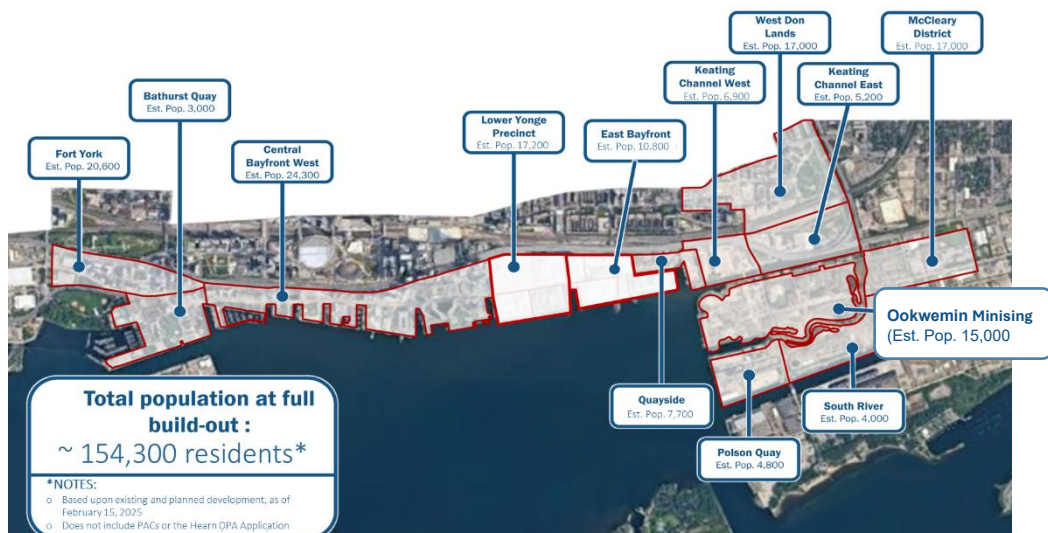 West Don
Lands
Est. Pop. 17,000
McCleary
District
Est. Pop. 17,000
Keating
Channel West
Est. Pop. 6,900
Keating
Channel East
Est. Pop. 5,200
Bathurst Quay
Est. Pop. 3,000
Lower Yonge
Precinct
Est. Pop. 17,200
East Bayfront
Est. Pop. 10,800
Fort York
Est. Pop. 20,600
Central
Bayfront West
Est. Pop. 24,300
Ookwemin Minising
(Est. Pop. 15,000
Quayside
Est. Pop. 7,700
South River
Est. Pop. 4,000
Polson Quay
Est. Pop. 4,800
Total population at full
build-out :
~ 154,300 residents*
*NOTES:
o Based upon existing and planned development, as of
February 15, 2025
o Does not include PACs or the Hearn OPA Application